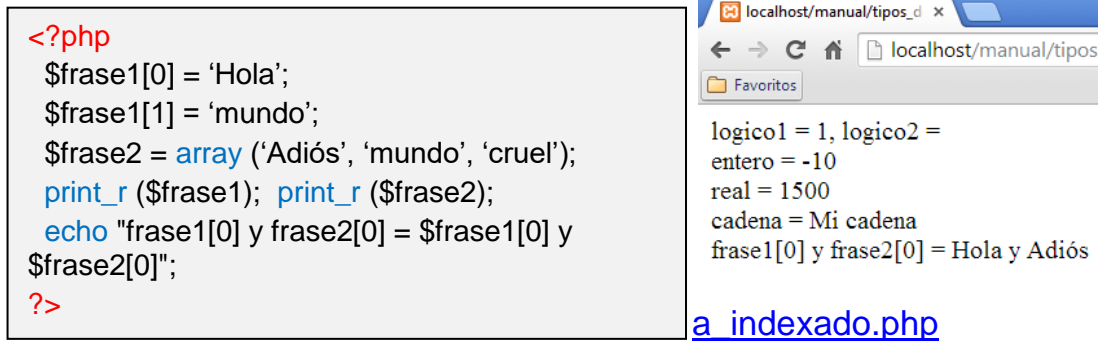 <?php
$frase1[0] = ‘Hola’;
$frase1[1] = ‘mundo’;
$frase2 = array (‘Adiós’, ‘mundo’, ‘cruel’);
print_r ($frase1);  print_r ($frase2);
echo "frase1[0] y frase2[0] = $frase1[0] y
$frase2[0]";
?>
localhost/manual/tipos_d ×
localhost/manual/tipos
Favoritos
logico1 = 1, logico2 =
entero = -10
real = 1500
cadena = Mi cadena
frase1[0] y frase2[0] = Hola y Adiós
a_indexado.php